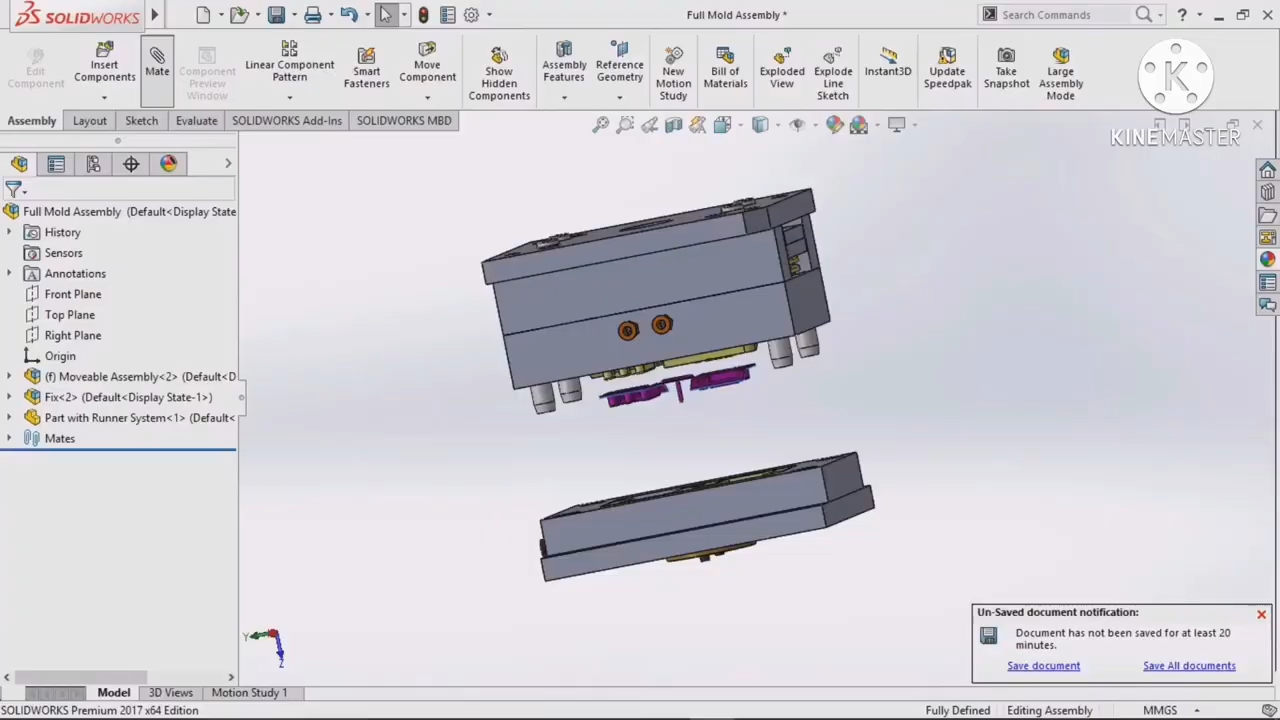 SOLIDWORKS
Full Mold Assembly *
Search Commands
?
Edit Component
Insert Components
Mate
Component Preview Window
Linear Component Pattern
Smart Fasteners
Move Component
Show Hidden Components
Assembly Features
Reference Geometry
New Motion Study
Bill of Materials
Exploded View
Explode Line Sketch
Instant3D
Update Speedpak
Take Snapshot
Large Assembly Mode
K
KINEMASTER
Assembly
Layout
Sketch
Evaluate
SOLIDWORKS Add-Ins
SOLIDWORKS MBD
Full Mold Assembly (Default<Display State
History
Sensors
Annotations
Front Plane
Top Plane
Right Plane
Origin
(f) Moveable Assembly<2> (Default<D
Fix<2> (Default<Display State-1>)
Part with Runner System<1> (Default<
Mates
Y
Z
Un-Saved document notification:
Document has not been saved for at least 20
minutes.
Save document
Save All documents
Model
3D Views
Motion Study 1
SOLIDWORKS Premium 2017 x64 Edition
Fully Defined
Editing Assembly
MMGS